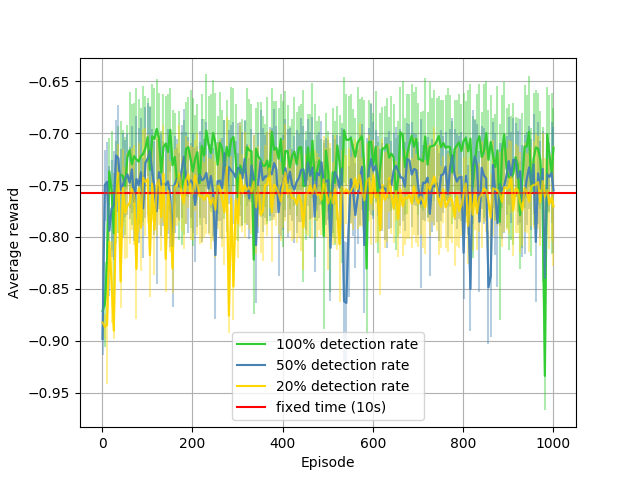 −0.65
−0.70
−0.75
−0.80
−0.85
−0.90
−0.95
Average reward
0
200
400
600
800
1000
Episode
100% detection rate
50% detection rate
20% detection rate
fixed time (10s)